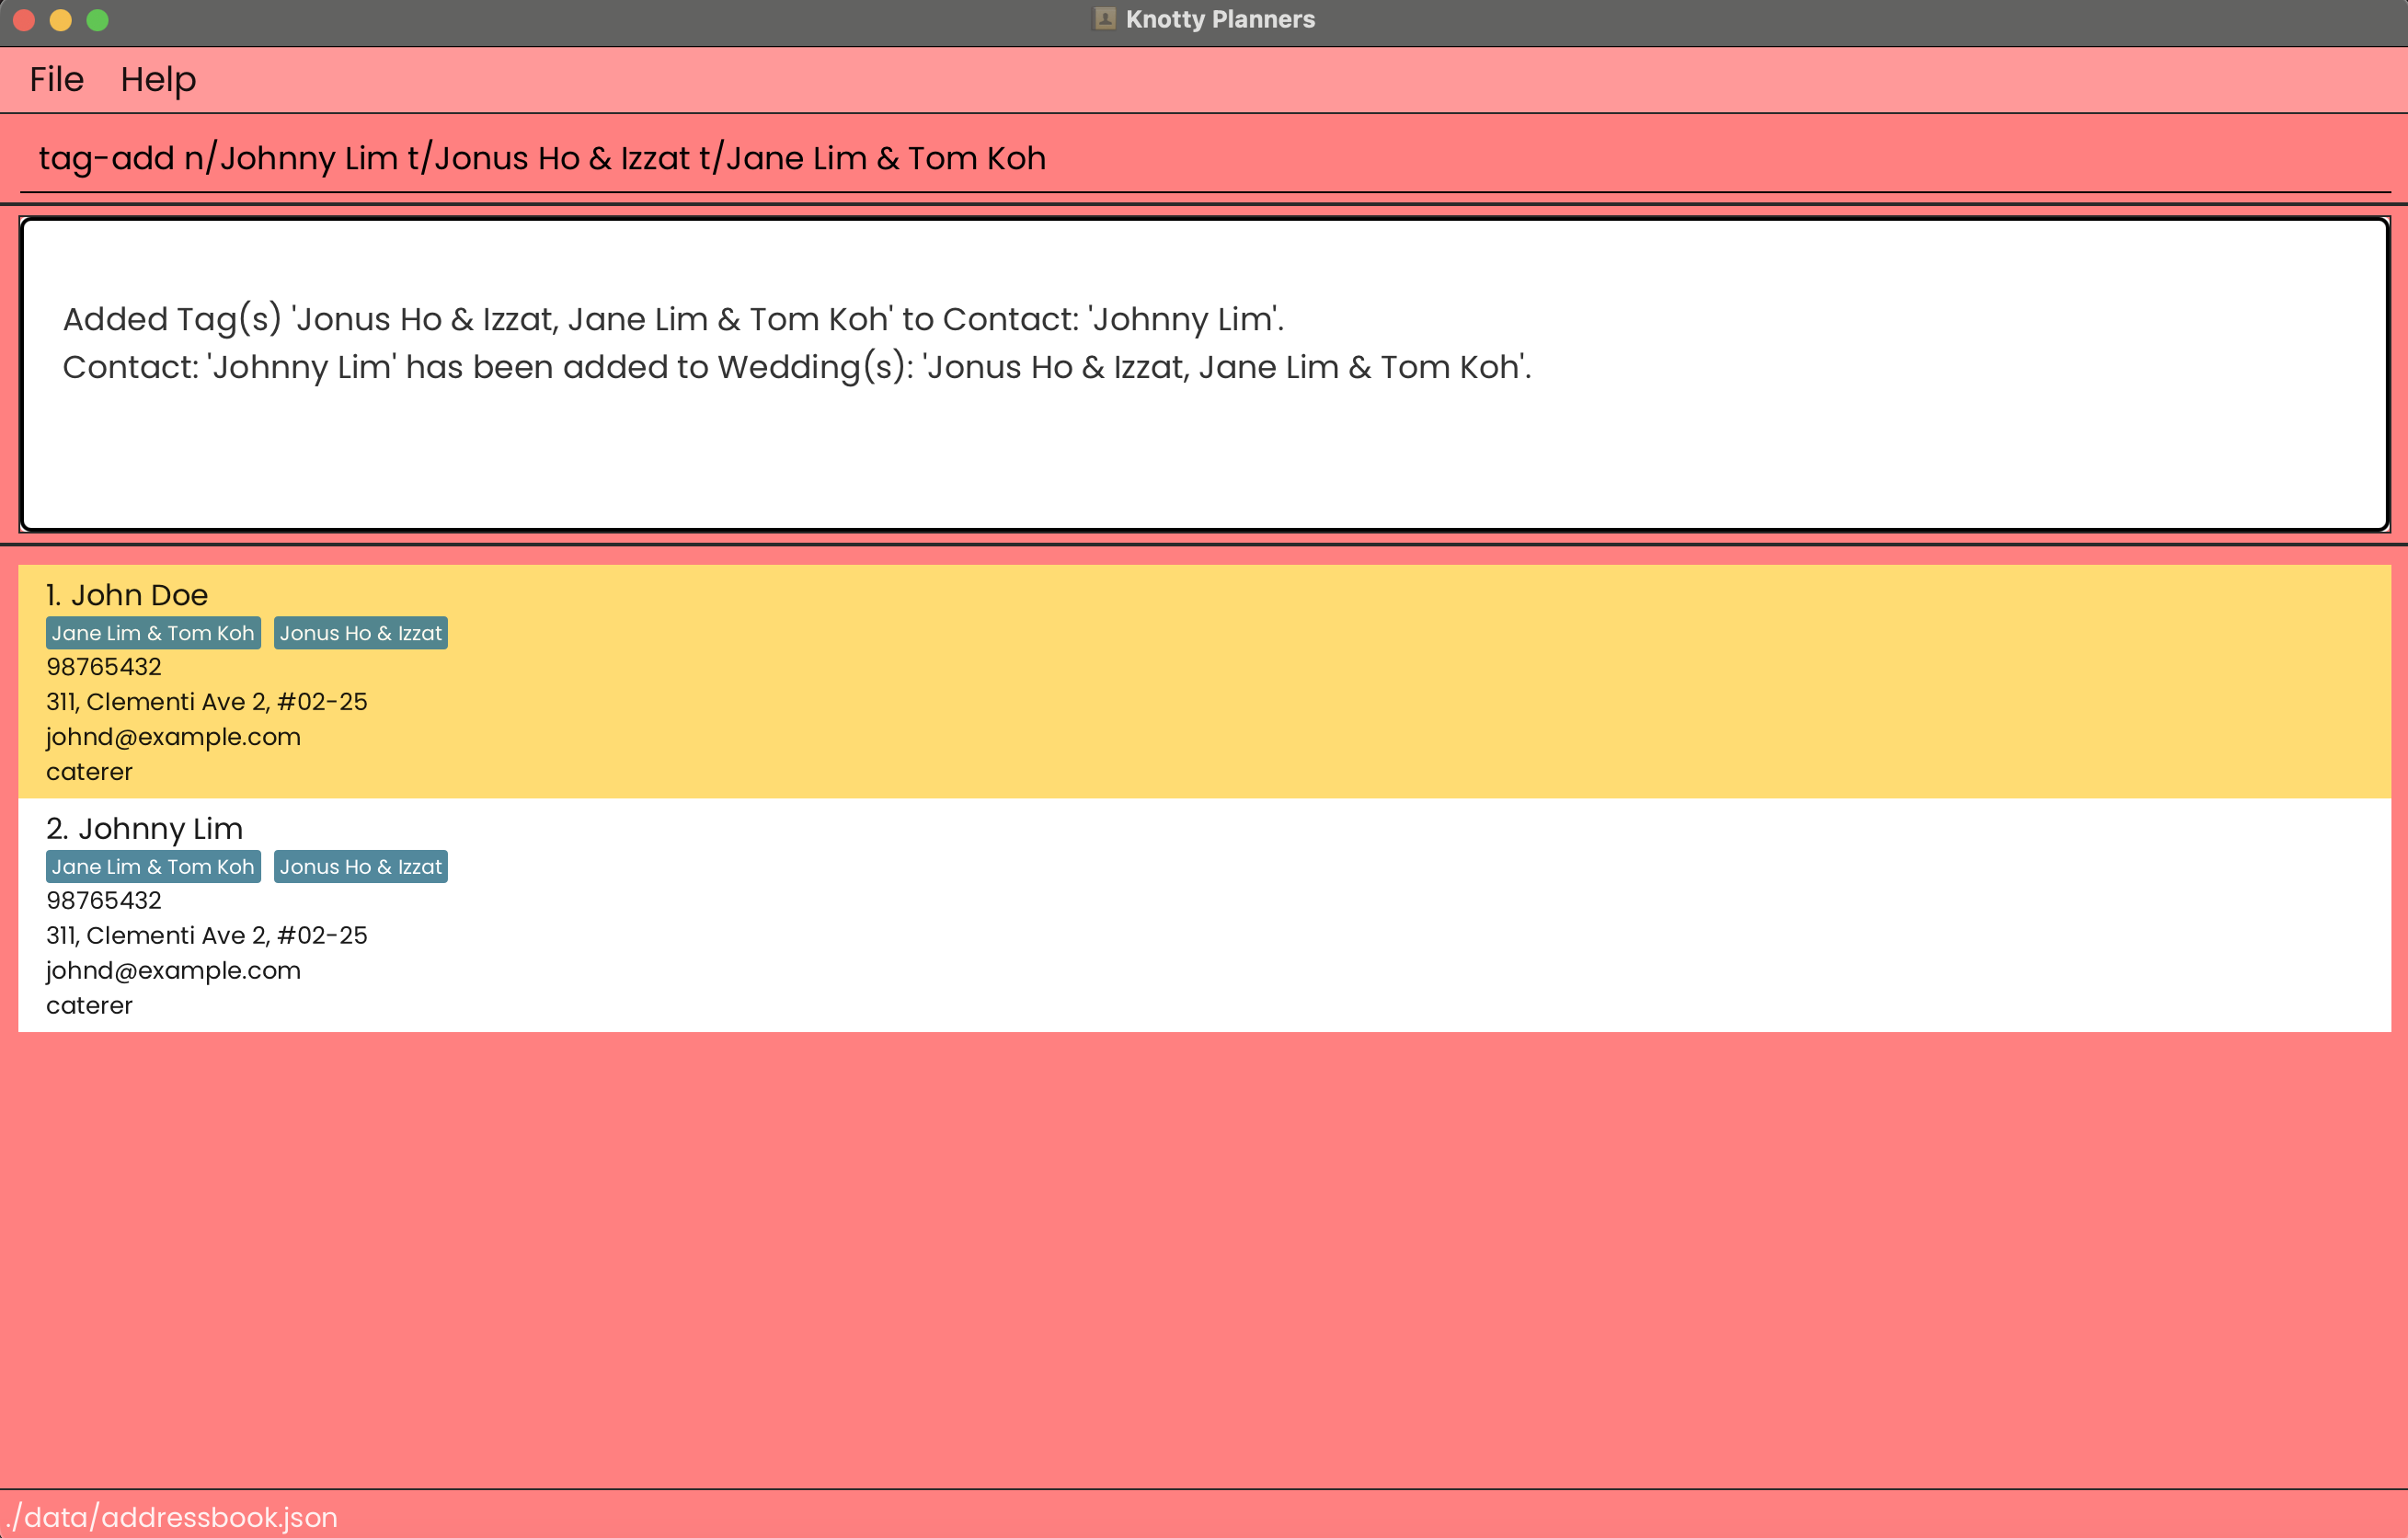 Knotty Planners
File Help
tag-add n/Johnny Lim t/Jonus Ho & Izzat t/Jane Lim & Tom Koh
Added Tag(s) 'Jonus Ho & Izzat, Jane Lim & Tom Koh' to Contact: 'Johnny Lim'.
Contact: 'Johnny Lim' has been added to Wedding(s): 'Jonus Ho & Izzat, Jane Lim & Tom Koh'.
1. John Doe
Jane Lim & Tom Koh Jonus Ho & Izzat
98765432
311, Clementi Ave 2, #02-25
johnd@example.com
caterer
2. Johnny Lim
Jane Lim & Tom Koh Jonus Ho & Izzat
98765432
311, Clementi Ave 2, #02-25
johnd@example.com
caterer
./data/addressbook.json